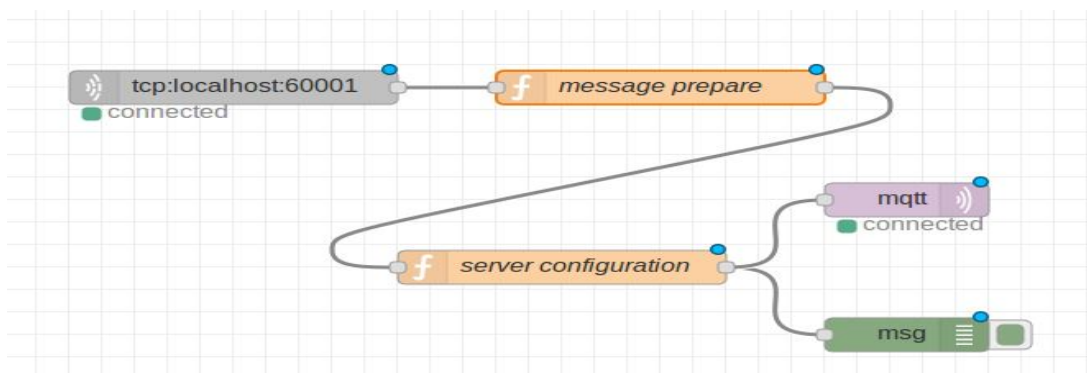 tcp:localhost:60001
connected
message prepare
mqtt
connected
server configuration
msg